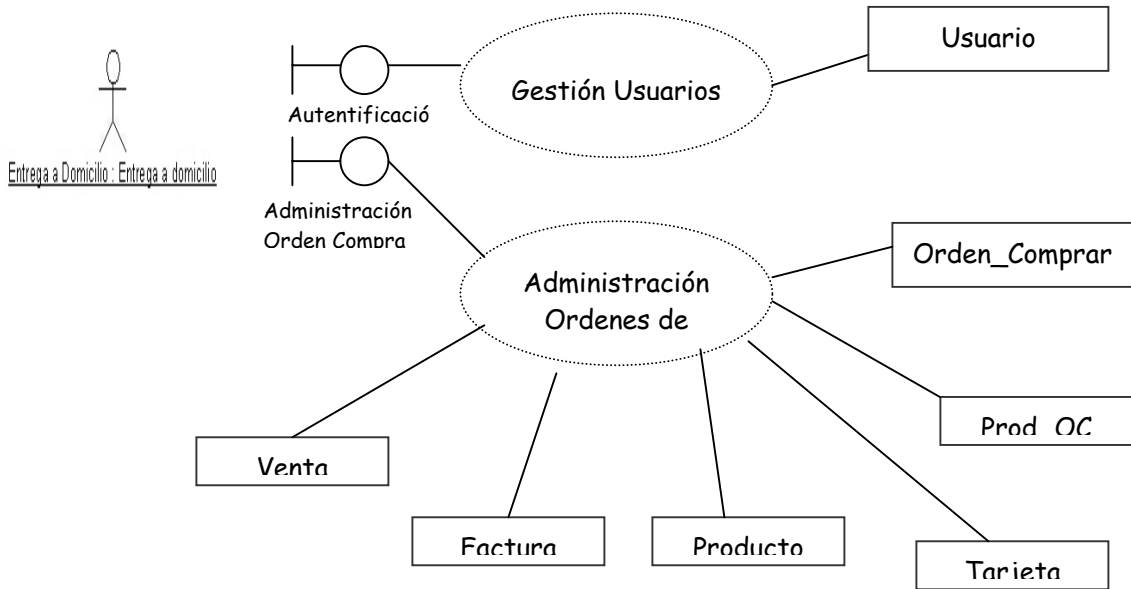 Usuario
Gestión Usuarios
Autentificació
Entrega a Domicilio : Entrega a domicilio
Administración
Orden Compra
Orden_Comprar
Administración
Ordenes de
Prod_OC
Venta
Factura
Producto
Tarjeta